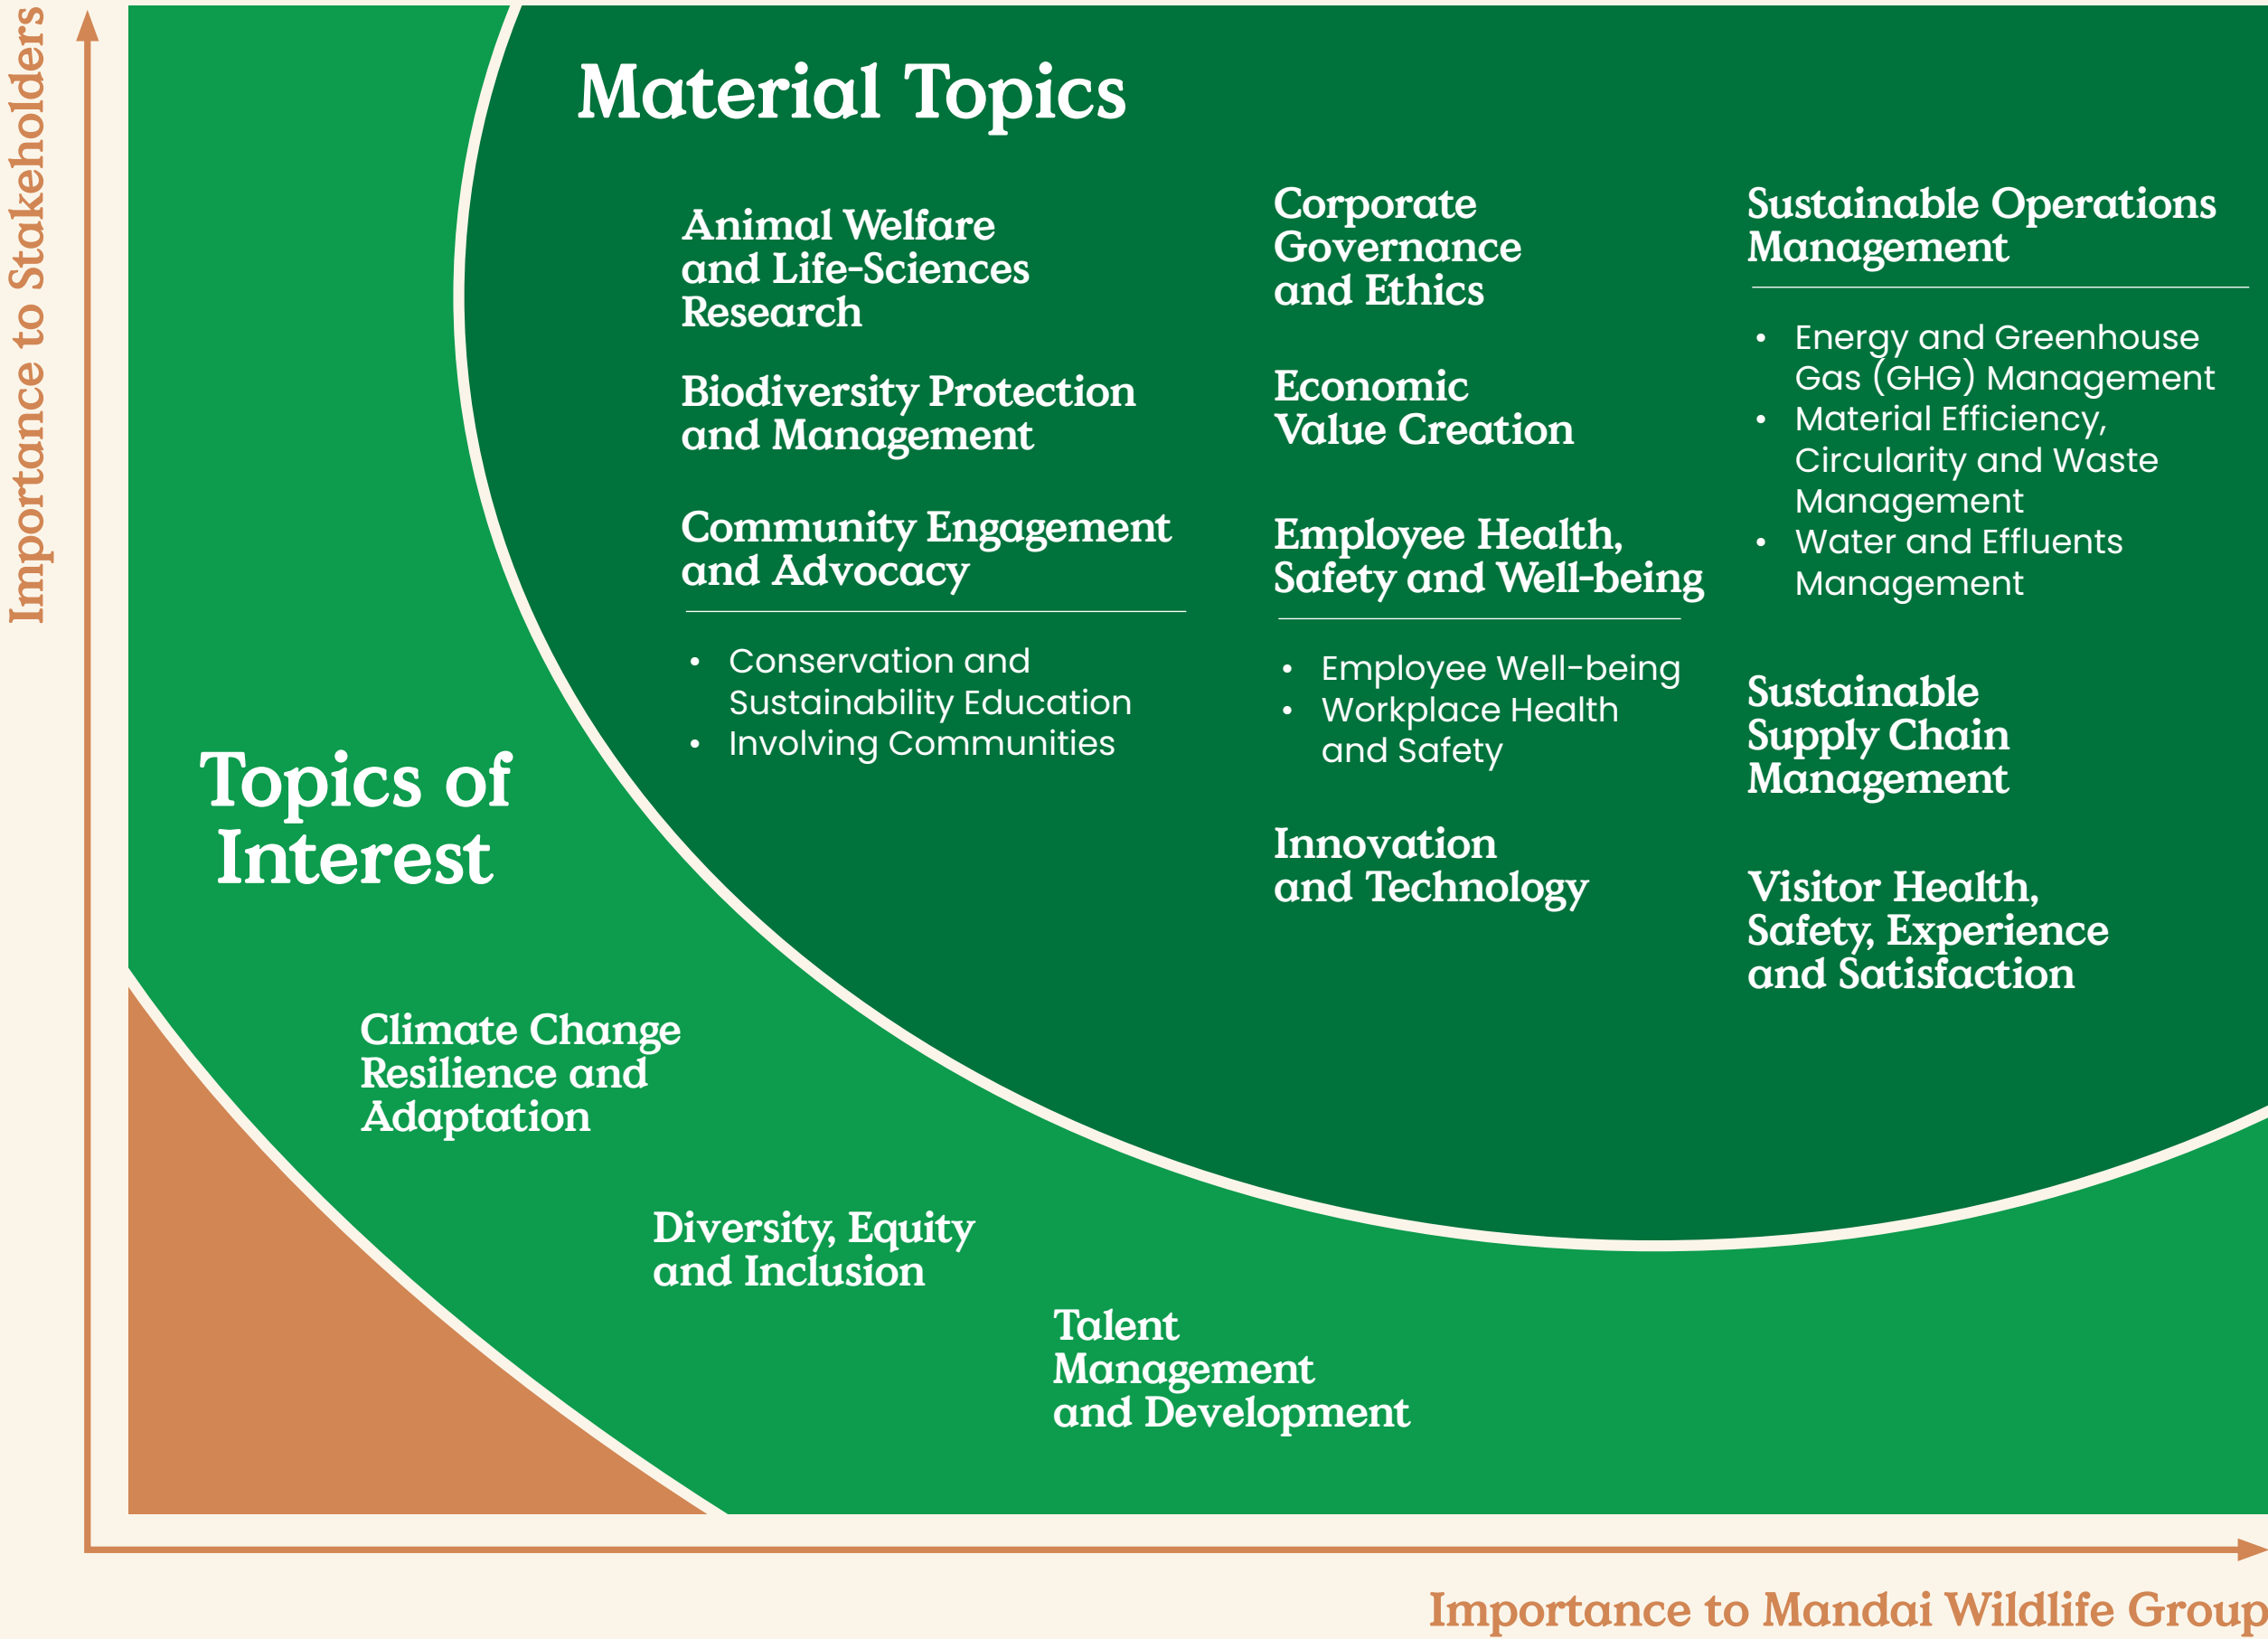 Importance to Stakeholders
Material Topics
Animal Welfare
and Life-Sciences
Research
Biodiversity Protection
and Management
Community Engagement
and Advocacy
• Conservation and
Sustainability Education
• Involving Communities
Corporate
Governance
and Ethics
Economic
Value Creation
Employee Health,
Safety and Well-being
• Employee Well-being
• Workplace Health
and Safety
Innovation
and Technology
Sustainable Operations
Management
• Energy and Greenhouse
Gas (GHG) Management
• Material Efficiency,
Circularity and Waste
Management
• Water and Effluents
Management
Sustainable
Supply Chain
Management
Visitor Health,
Safety, Experience
and Satisfaction
Topics of
Interest
Climate Change
Resilience and
Adaptation
Diversity, Equity
and Inclusion
Talent
Management
and Development
Importance to Mandai Wildlife Group